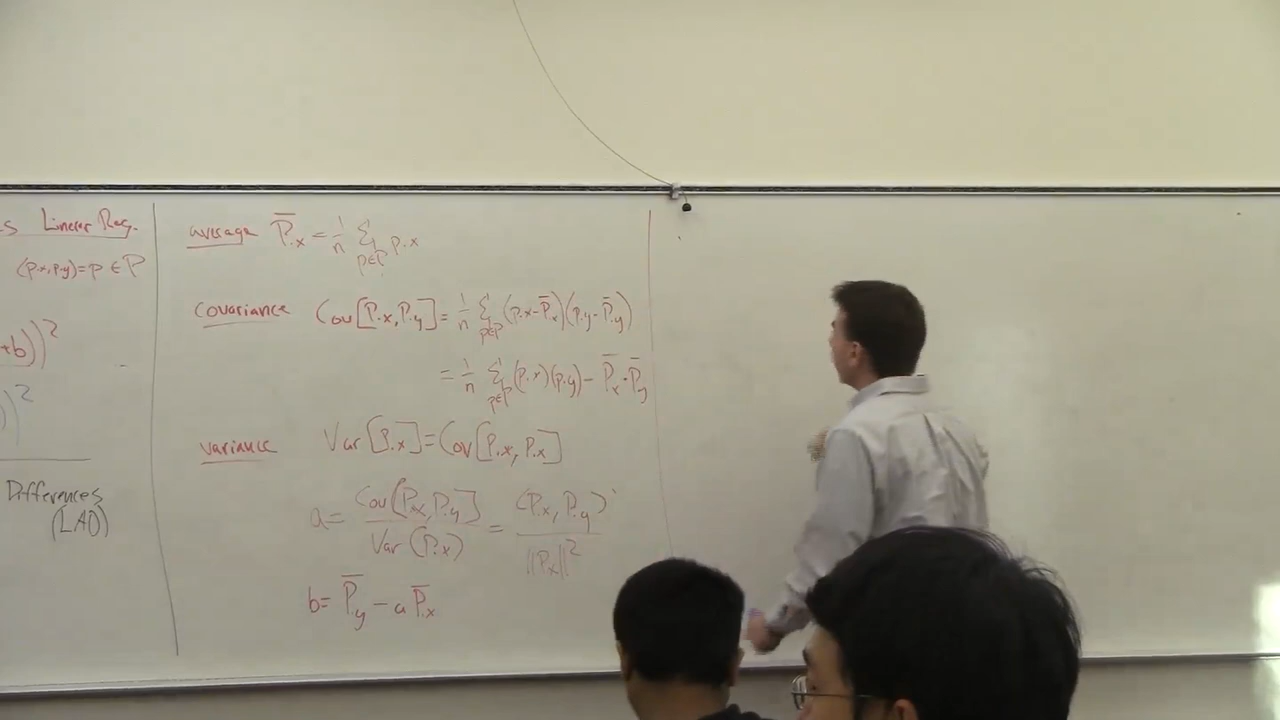 s Linear Reg.
(p.x,p.y)=p ∈ P
+b))²
))²
Differences
(LAD)
average P̅.x = 1/n Σ_{p∈P} p.x
Covariance Cov[P.x, P.y] = 1/n Σ_{p∈P} (p.x - P̅.x)(p.y - P̅.y)
= 1/n Σ_{p∈P} (p.x)(p.y) - P̅.x · P̅.y
variance Var[P.x] = Cov[P.x, P.x]
a = Cov(P.x, P.y] / Var(P.x) = ⟨P.x, P.y⟩ / ||P.x||²
b = P̅.y - a P̅.x